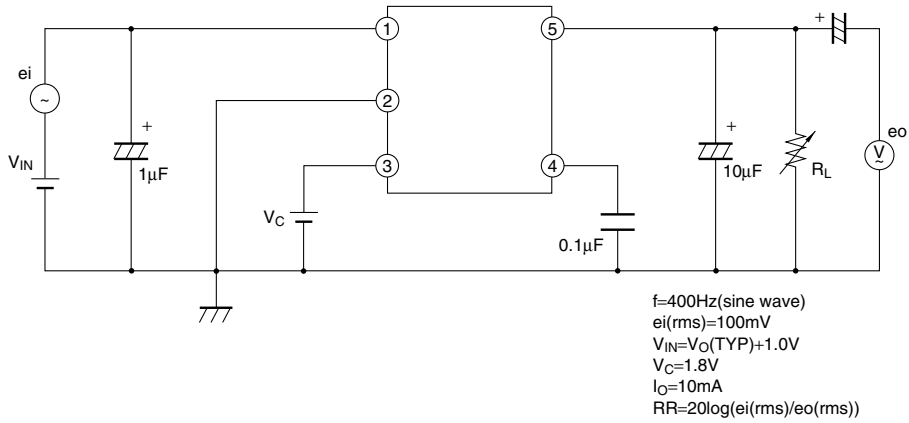 +
1
5
ei
~
2
+
+
eo
V
~
VIN
1μF
3
4
10μF
RL
VC
0.1μF
f=400Hz(sine wave)
ei(rms)=100mV
VIN=VO(TYP)+1.0V
VC=1.8V
IO=10mA
RR=20log(ei(rms)/eo(rms))